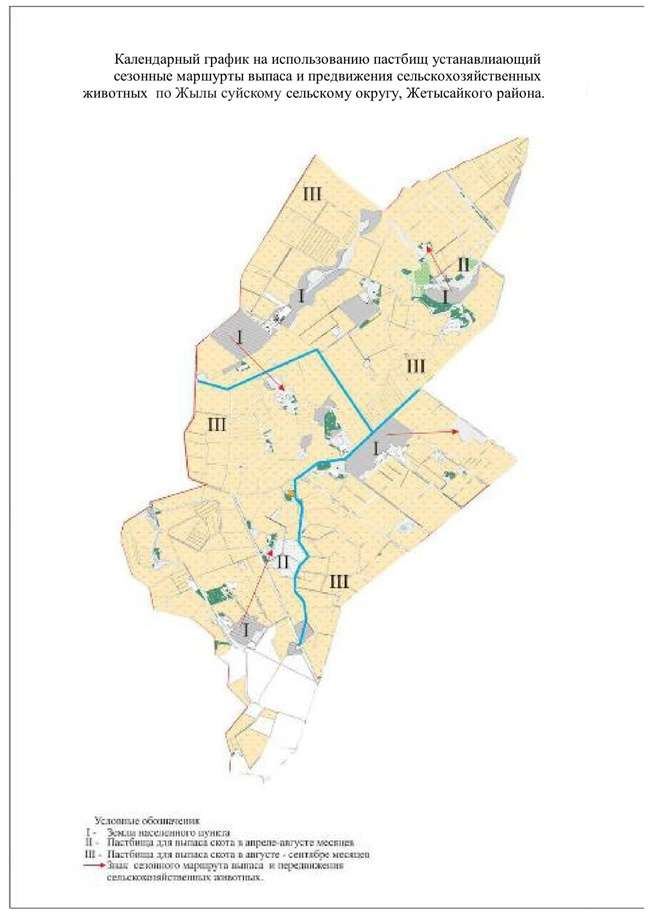 Календарный график на использованию пастбищ устанавлиающий
сезонные маршурты выпаса и предвижения сельскохозяйственных
животных по Жылы суйскому сельскому округу, Жетысайкого района.
III
II
I
I
I
III
III
I
II
III
I
Условные обозначения
I - Земли населенного пункта
II - Пастбища для выпаса скота в апреле-августе месяцев
III - Пастбища для выпаса скота в августе - сентябре месяцев
Знак сезонного маршрута выпаса и передвижения
сельскохозяйственных животных.